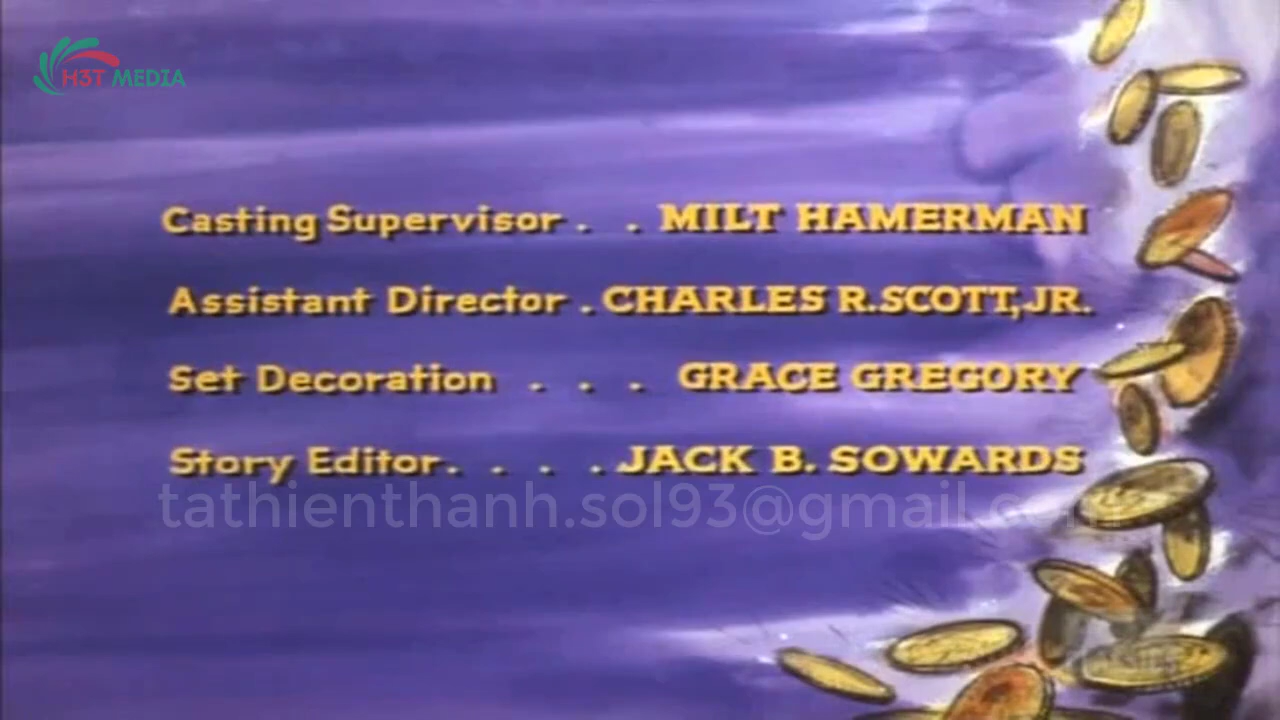 H3T MEDIA
Casting Supervisor . . MILT HAMERMAN
Assistant Director . CHARLES R. SCOTT, JR.
Set Decoration . . . GRACE GREGORY
Story Editor . . . . JACK B. SOWARDS
tathienthanh.sol93@gmail.com